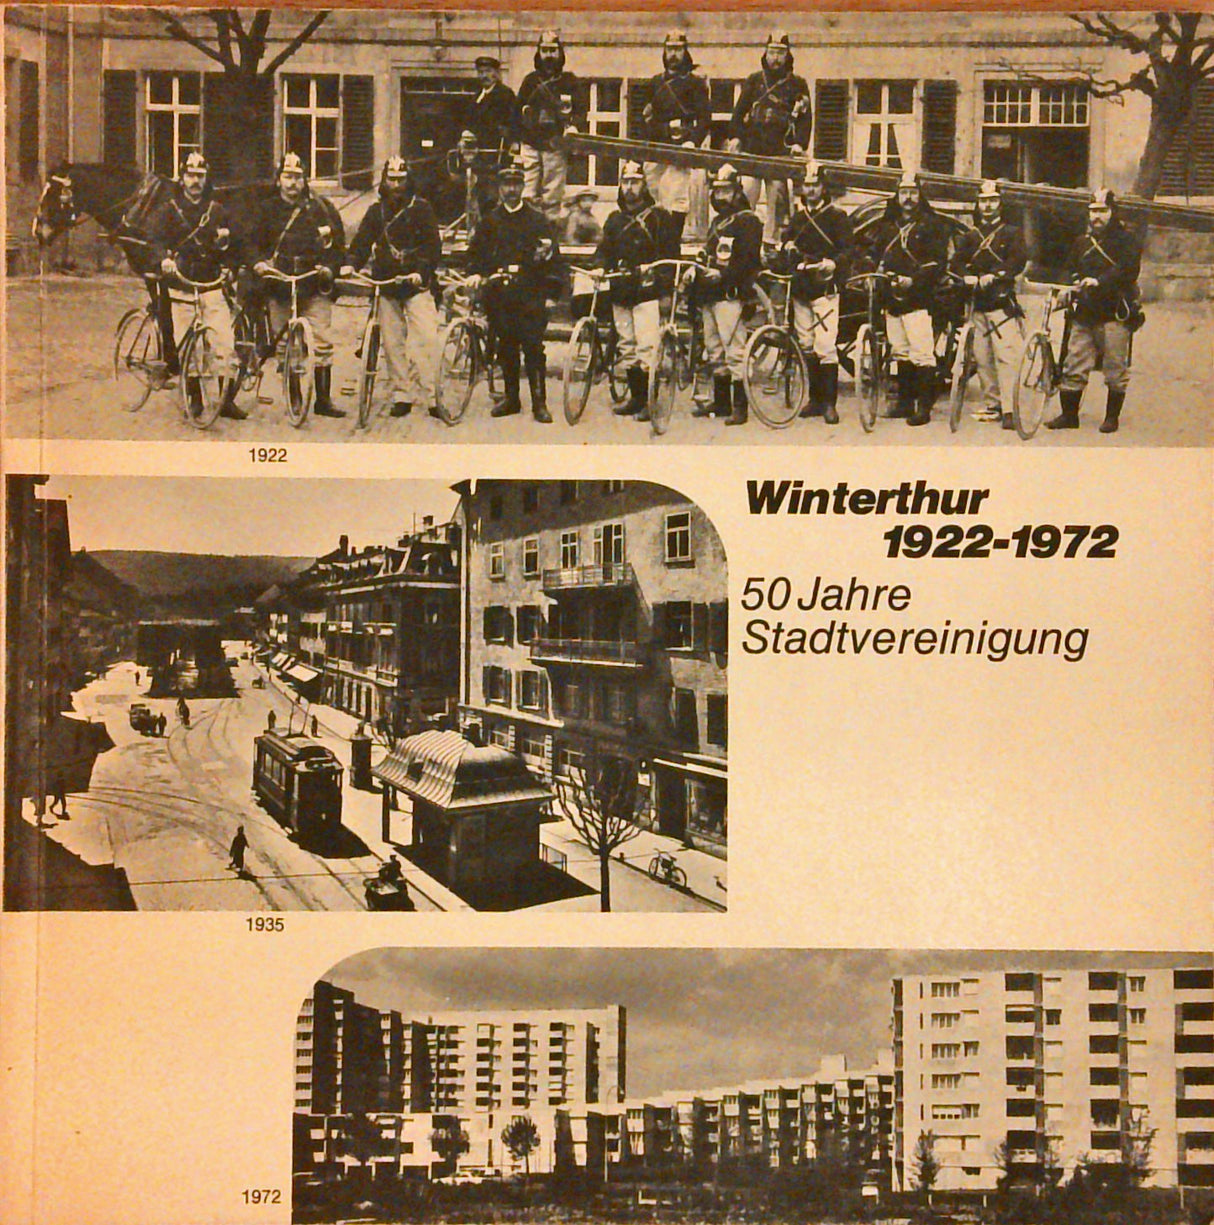 1922
Winterthur
1922-1972
50 Jahre
Stadtvereinigung
1935
1972